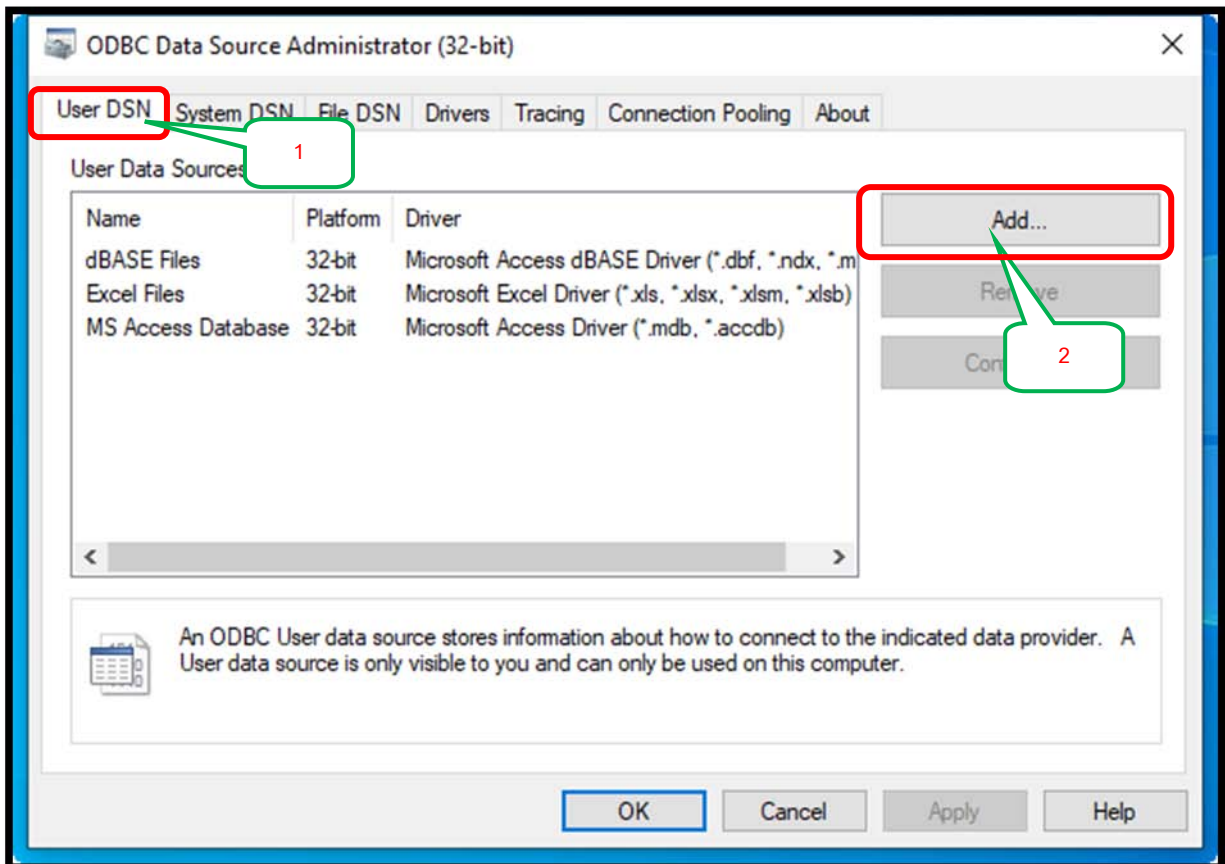 ODBC Data Source Administrator (32-bit)
User DSN System DSN File DSN Drivers Tracing Connection Pooling About
1
User Data Sources
Name Platform Driver
Add...
dBASE Files 32-bit Microsoft Access dBASE Driver (*.dbf, *.ndx, *.m
Excel Files 32-bit Microsoft Excel Driver (*.xls, *.xlsx, *.xlsm, *.xlsb)
MS Access Database 32-bit Microsoft Access Driver (*.mdb, *.accdb)
2
An ODBC User data source stores information about how to connect to the indicated data provider. A
User data source is only visible to you and can only be used on this computer.
OK Cancel Apply Help